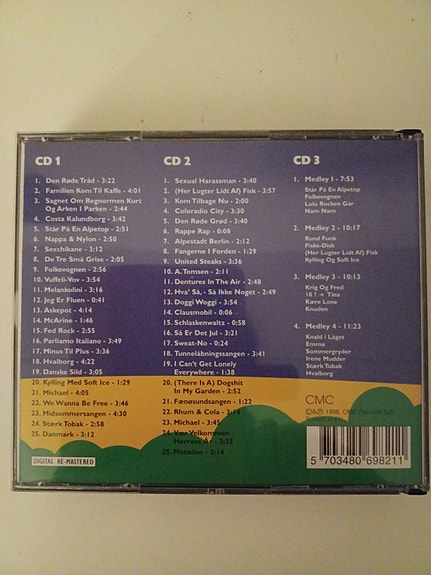 CD 1
1. Den Røde Tråd - 3:22
2. Familien Kom Til Kaffe - 4:01
3. Sagnet Om Regnormen Kurt
Og Arken I Parken - 2:44
4. Costa Kalundborg - 3:42
5. Står På En Alpetop - 2:51
6. Nappa & Nylon - 2:50
7. Sexchikane - 3:12
8. De Tre Små Grise - 2:05
9. Folkevognen - 2:56
10. Vuffeli-Vov - 3:54
11. Melankolini - 3:16
12. Jeg Er Fluen - 0:41
13. Askepot - 4:14
14. McArine - 1:46
15. Fed Rock - 2:55
16. Parliamo Italiano - 3:49
17. Minus Til Plus - 3:36
18. Hvalborg - 4:22
19. Danske Sild - 3:05
20. Kylling Med Soft Ice - 1:29
21. Michael - 4:05
22. We Wanna Be Free - 3:46
23. Midsommersangen - 4:30
24. Stærk Tobak - 2:58
25. Danmark - 3:12
DIGITAL RE-MASTERED
CD 2
1. Sexual Harassman - 3:40
2. (Her Lugter Lidt Af) Fisk - 3:57
3. Kom Tilbage Nu - 2:00
4. Coloradio City - 3:30
5. Den Røde Grød - 0:40
6. Rappe Rap - 0:08
7. Alpestadt Berlin - 2:12
8. Fangerne I Forden - 1:29
9. United Steaks - 3:36
10. A.Tomsen - 2:11
11. Dentures In The Air - 2:48
12. Hva' Så, - Så Ikke Noget - 2:49
13. Doggi Woggi - 3:54
14. Clausmobil - 0:06
15. Schlaskenwaltz - 0:58
16. Så Er Det Jul - 3:21
17. Sweat-No - 0:24
18. Tunnelåbningssangen - 3:41
19. I Can't Get Lonely
Everywhere - 1:38
20. (There Is A) Dogshit
In My Garden - 2:52
21. Fænøsundsangen - 1:22
22. Rhum & Cola - 3:14
23. Michael - 3:45
24. Vær Velkommen
Herrens År - 3:35
25. Metadon - 3:14
CD 3
1. Medley 1 - 7:53
Står På En Alpetop
Folkevognen
Lulu Rocken Går
Nam Nam
2. Medley 2 - 10:17
Rund Fonk
Fiske-Disk
(Her Lugter Lidt Af) Fisk
Kylling Og Soft Ice
3. Medley 3 - 10:13
Krig Og Fred
Kære Lone
Knuden
4. Medley 4 - 11:23
Knald I Låget
Emma
Sommergryder
Irene Mudder
Stærk Tobak
Hvalborg
CMC
5 703480 698211